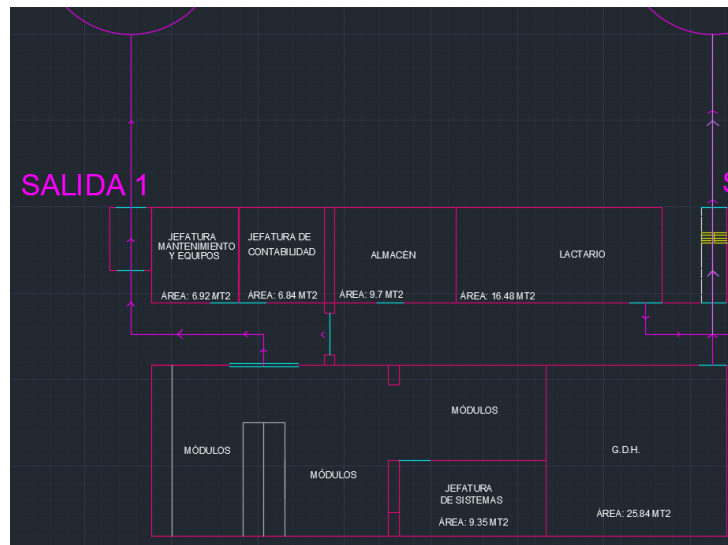 SALIDA 1
S
JEFATURA
MANTENIMIENTO
Y EQUIPOS
ÁREA: 6.92 MT2
JEFATURA DE
CONTABILIDAD
ÁREA: 6.84 MT2
ALMACÉN
ÁREA: 9.7 MT2
LACTARIO
ÁREA: 16.48 MT2
MÓDULOS
MÓDULOS
MÓDULOS
JEFATURA
DE SISTEMAS
ÁREA: 9.35 MT2
G.D.H.
ÁREA: 25.84 MT2